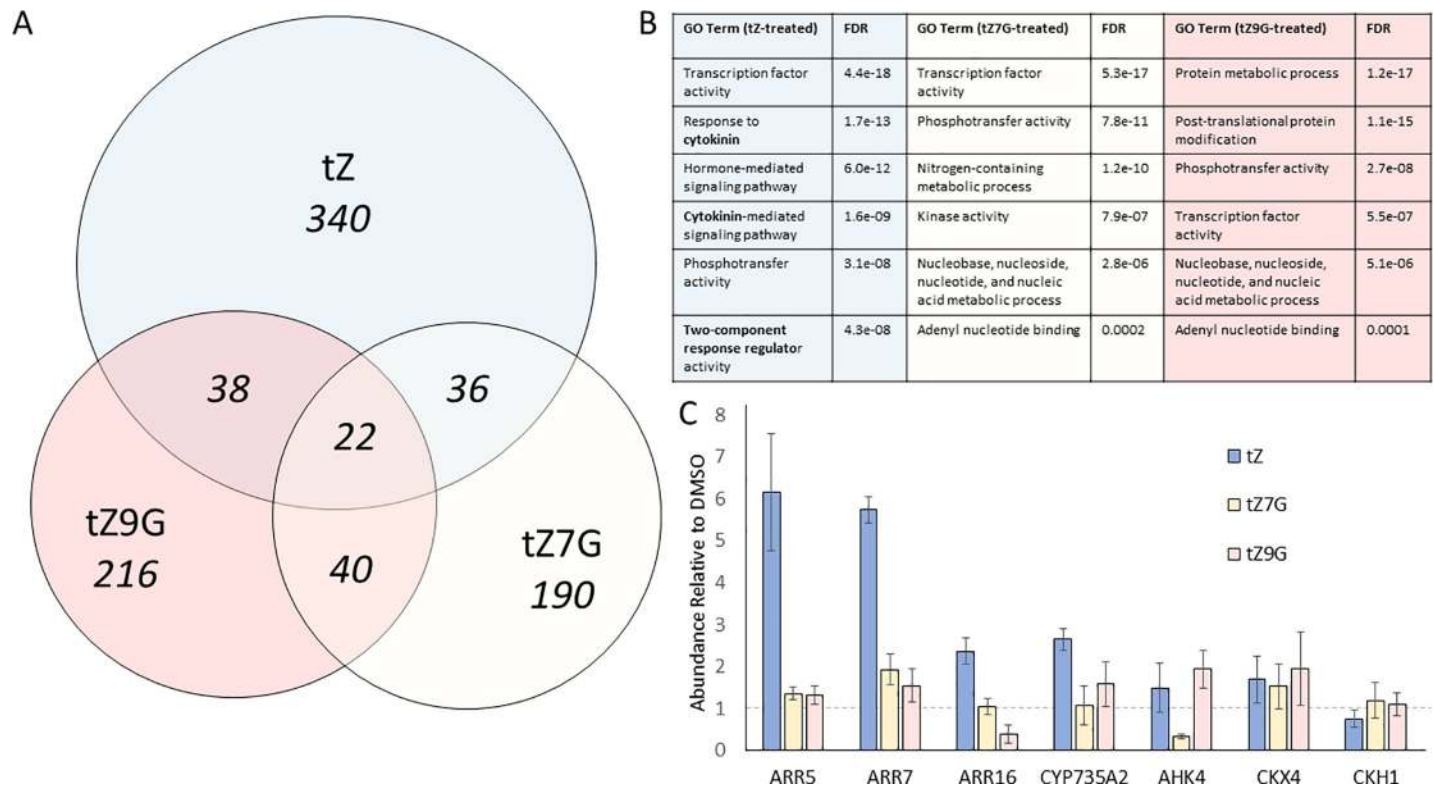 A
tZ
340
38
36
22
tZ9G
216
40
tZ7G
190
B
GO Term (tZ-treated) FDR GO Term (tZ7G-treated) FDR GO Term (tZ9G-treated) FDR
Transcription factor 4.4e-18 Transcription factor 5.3e-17 Protein metabolic process 1.2e-17
activity activity
Response to 1.7e-13 Phosphotransfer activity 7.8e-11 Post-translational protein 1.1e-15
cytokinin modification
Hormone-mediated 6.0e-12 Nitrogen-containing 1.2e-10 Phosphotransfer activity 2.7e-08
signaling pathway metabolic process
Cytokinin-mediated 1.6e-09 Kinase activity 7.9e-07 Transcription factor 5.5e-07
signaling pathway activity
Phosphotransfer 3.1e-08 Nucleobase, nucleoside, 2.8e-06 Nucleobase, nucleoside, 5.1e-06
activity nucleotide, and nucleic nucleotide, and nucleic
acid metabolic process acid metabolic process
Two-component 4.3e-08 Adenyl nucleotide binding 0.0002 Adenyl nucleotide binding 0.0001
response regulator
activity
C
Abundance Relative to DMSO
8
7
6
5
4
3
2
1
0
tZ
tZ7G
tZ9G
ARR5 ARR7 ARR16 CYP735A2 AHK4 CKX4 CKH1